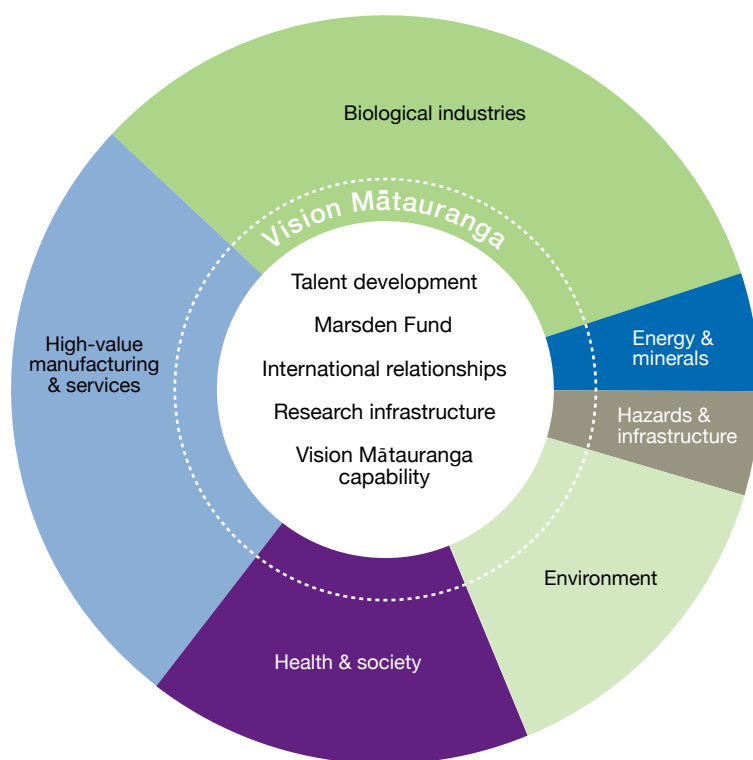 Biological industries
Vision Mātauranga
Talent development
Marsden Fund
International relationships
Research infrastructure
Vision Mātauranga
capability
High-value
manufacturing
& services
Energy &
minerals
Hazards &
infrastructure
Environment
Health & society